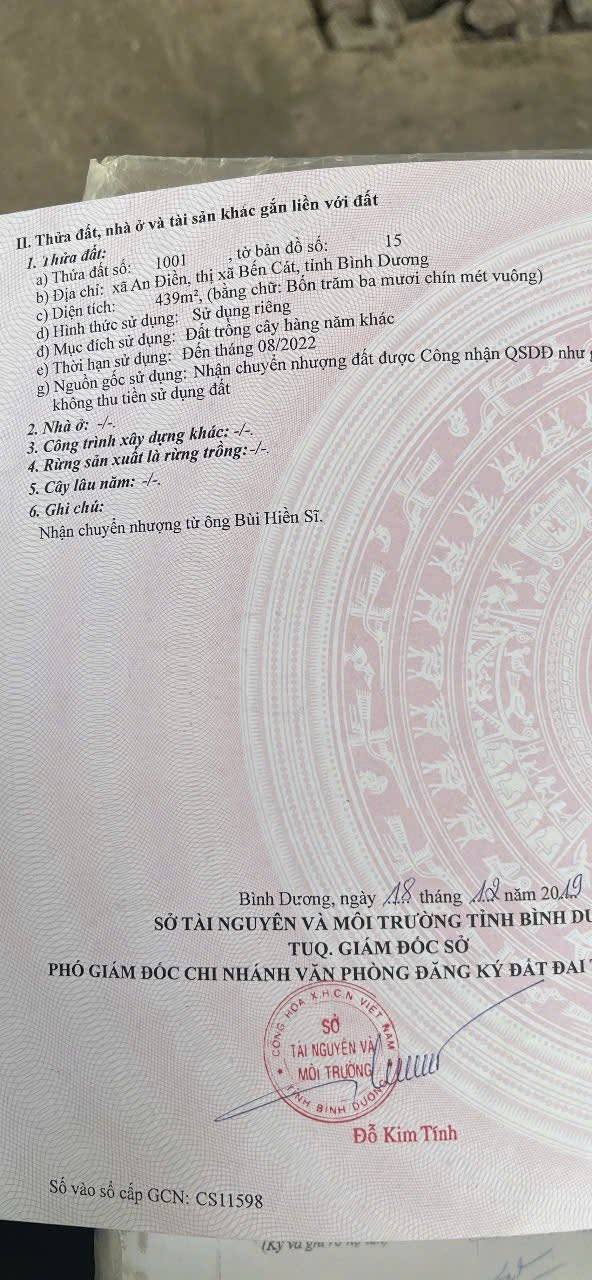 II. Thửa đất, nhà ở và tài sản khác gắn liền với đất
1. Thửa đất:
a) Thửa đất số: 1001 , tờ bản đồ số: 15
b) Địa chỉ: xã An Điền, thị xã Bến Cát, tỉnh Bình Dương
c) Diện tích: 439m², (bằng chữ: Bốn trăm ba mươi chín mét vuông)
d) Hình thức sử dụng: Sử dụng riêng
đ) Mục đích sử dụng: Đất trồng cây hàng năm khác
e) Thời hạn sử dụng: Đến tháng 08/2022
g) Nguồn gốc sử dụng: Nhận chuyển nhượng đất được Công nhận QSDĐ như
không thu tiền sử dụng đất
2. Nhà ở: -/-.
3. Công trình xây dựng khác: -/-.
4. Rừng sản xuất là rừng trồng: -/-.
5. Cây lâu năm: -/-.
6. Ghi chú:
Nhận chuyển nhượng từ ông Bùi Hiền Sĩ.
Bình Dương, ngày 18 tháng 12 năm 2019
SỞ TÀI NGUYÊN VÀ MÔI TRƯỜNG TỈNH BÌNH
TUQ. GIÁM ĐỐC SỞ
PHÓ GIÁM ĐỐC CHI NHÁNH VĂN PHÒNG ĐĂNG KÝ ĐẤT ĐAI
CỘNG HÒA X.H.C.N VIỆT NAM
SỞ
TÀI NGUYÊN VÀ
MÔI TRƯỜNG
TỈNH BÌNH DƯƠNG
Đỗ Kim Tính
Số vào sổ cấp GCN: CS11598